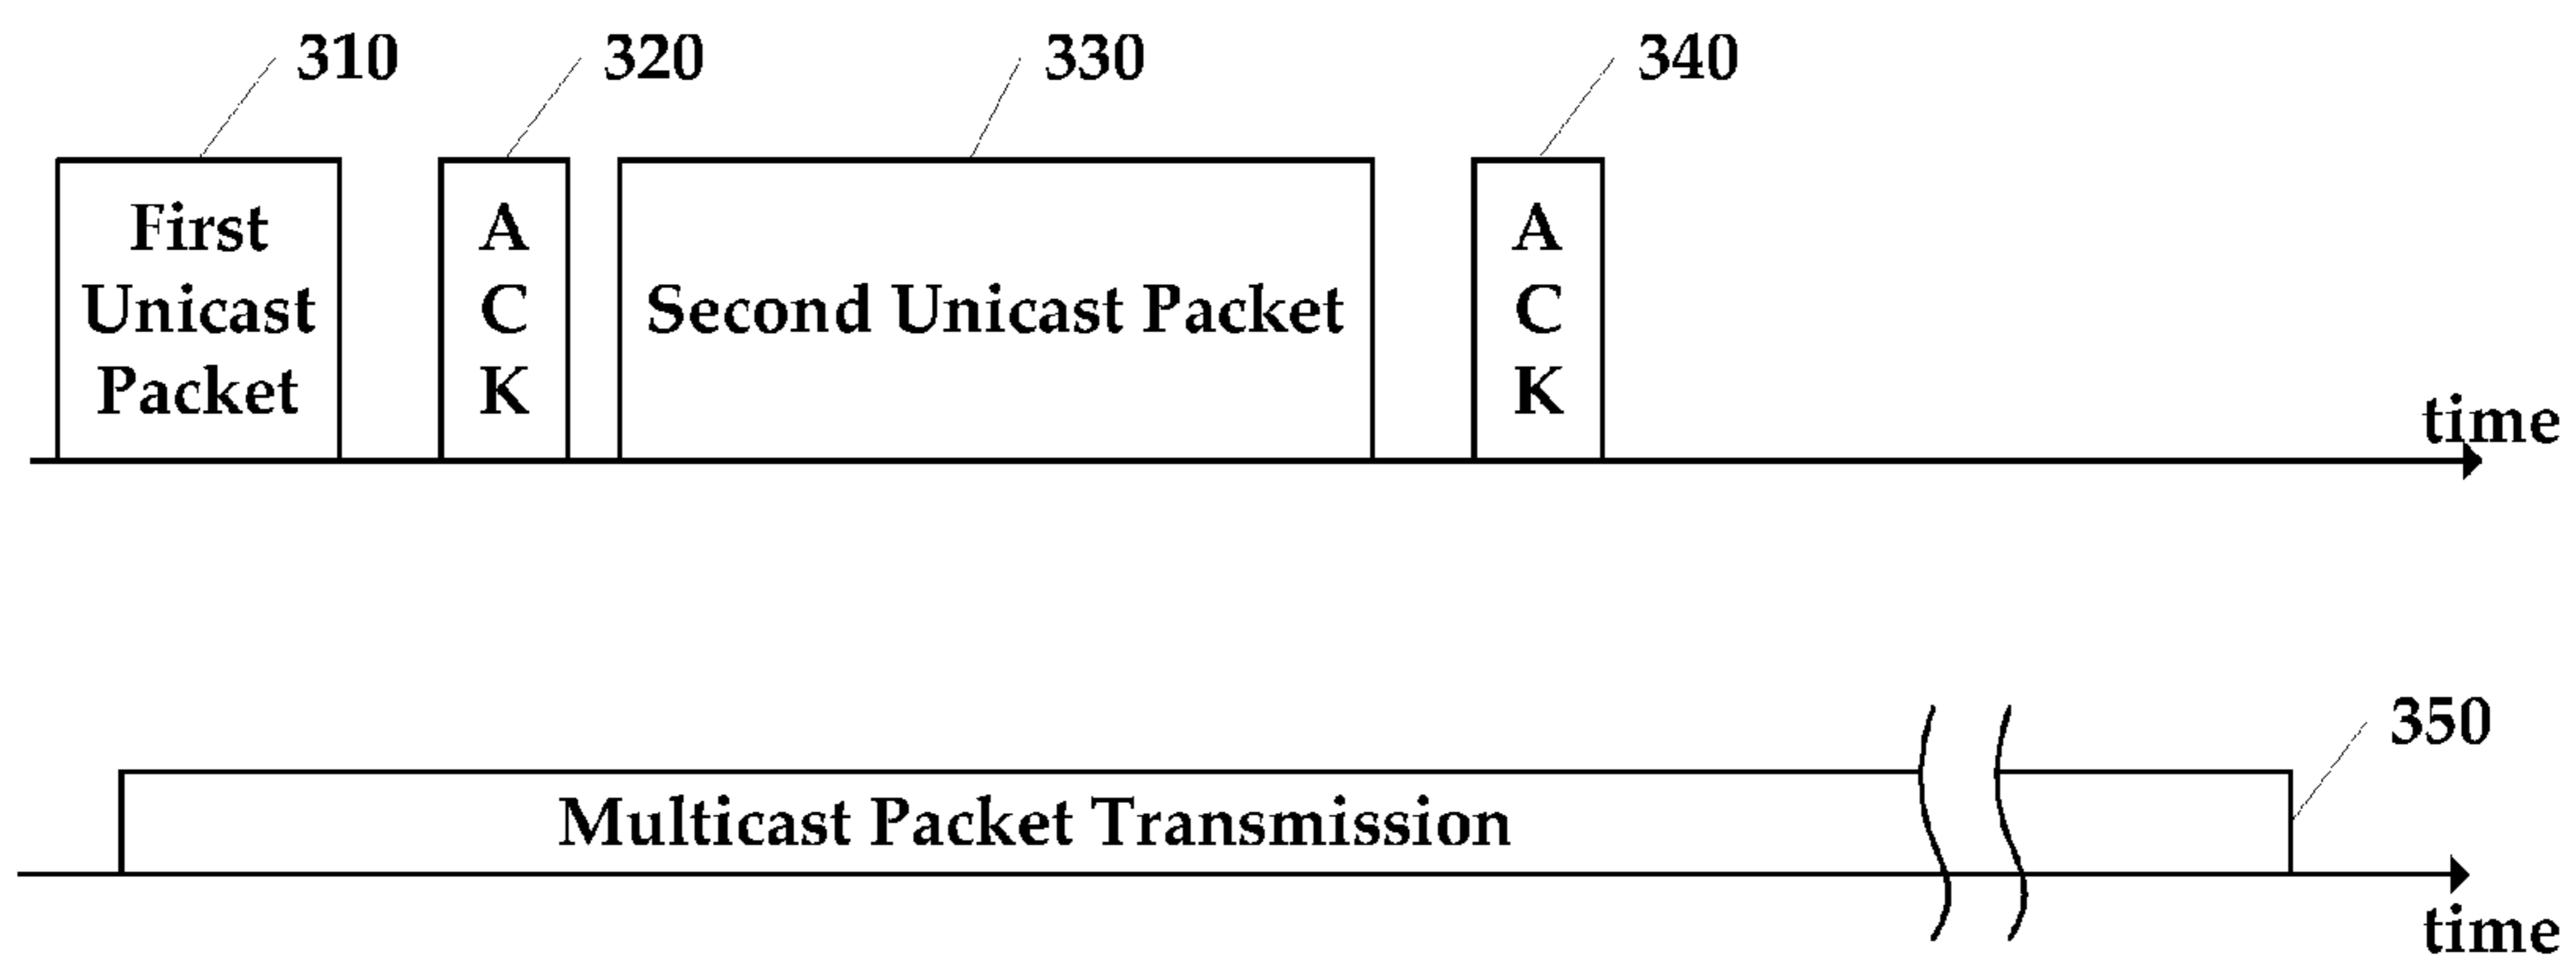 310
320
330
340
First
Unicast
Packet
A
C
K
Second Unicast Packet
A
C
K
time
350
Multicast Packet Transmission
time